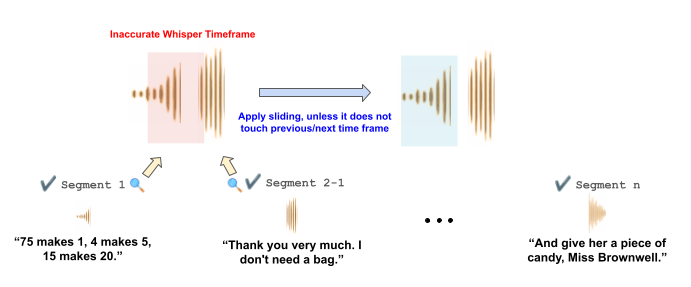 Inaccurate Whisper Timeframe
Apply sliding, unless it does not
touch previous/next time frame
Segment 1
Segment 2-1
Segment n
“75 makes 1, 4 makes 5,
15 makes 20.”
“Thank you very much. I
don't need a bag.”
“And give her a piece of
candy, Miss Brownwell.”